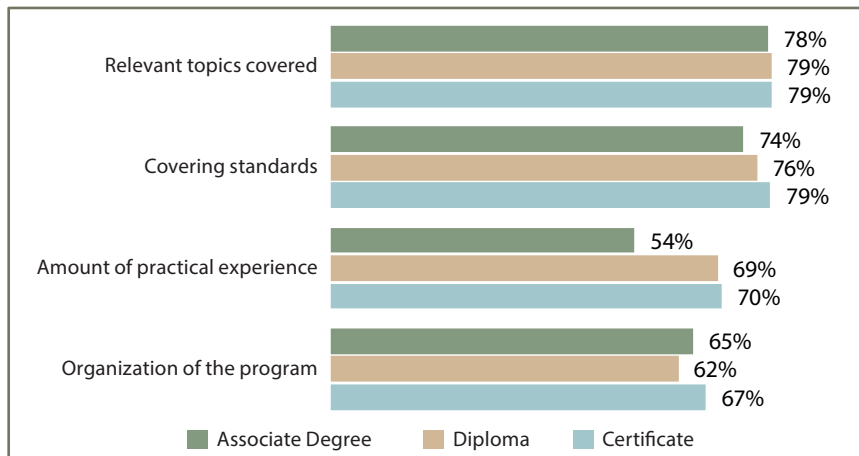 78%
Relevant topics covered
79%
79%
74%
Covering standards
76%
79%
54%
Amount of practical experience
69%
70%
65%
Organization of the program
62%
67%
Associate Degree
Diploma
Certificate